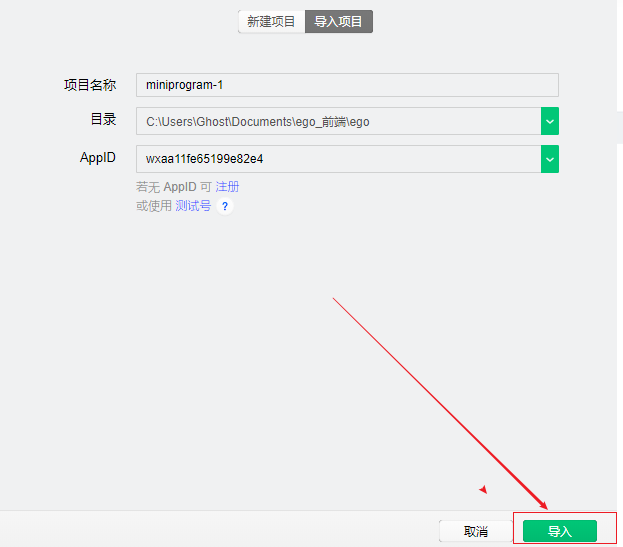 新建项目 导入项目
项目名称 miniprogram-1
目录 C:\Users\Ghost\Documents\ego_前端\ego
AppID wxaa11fe65199e82e4
若无 AppID 可 注册
或使用 测试号 ?
取消 导入